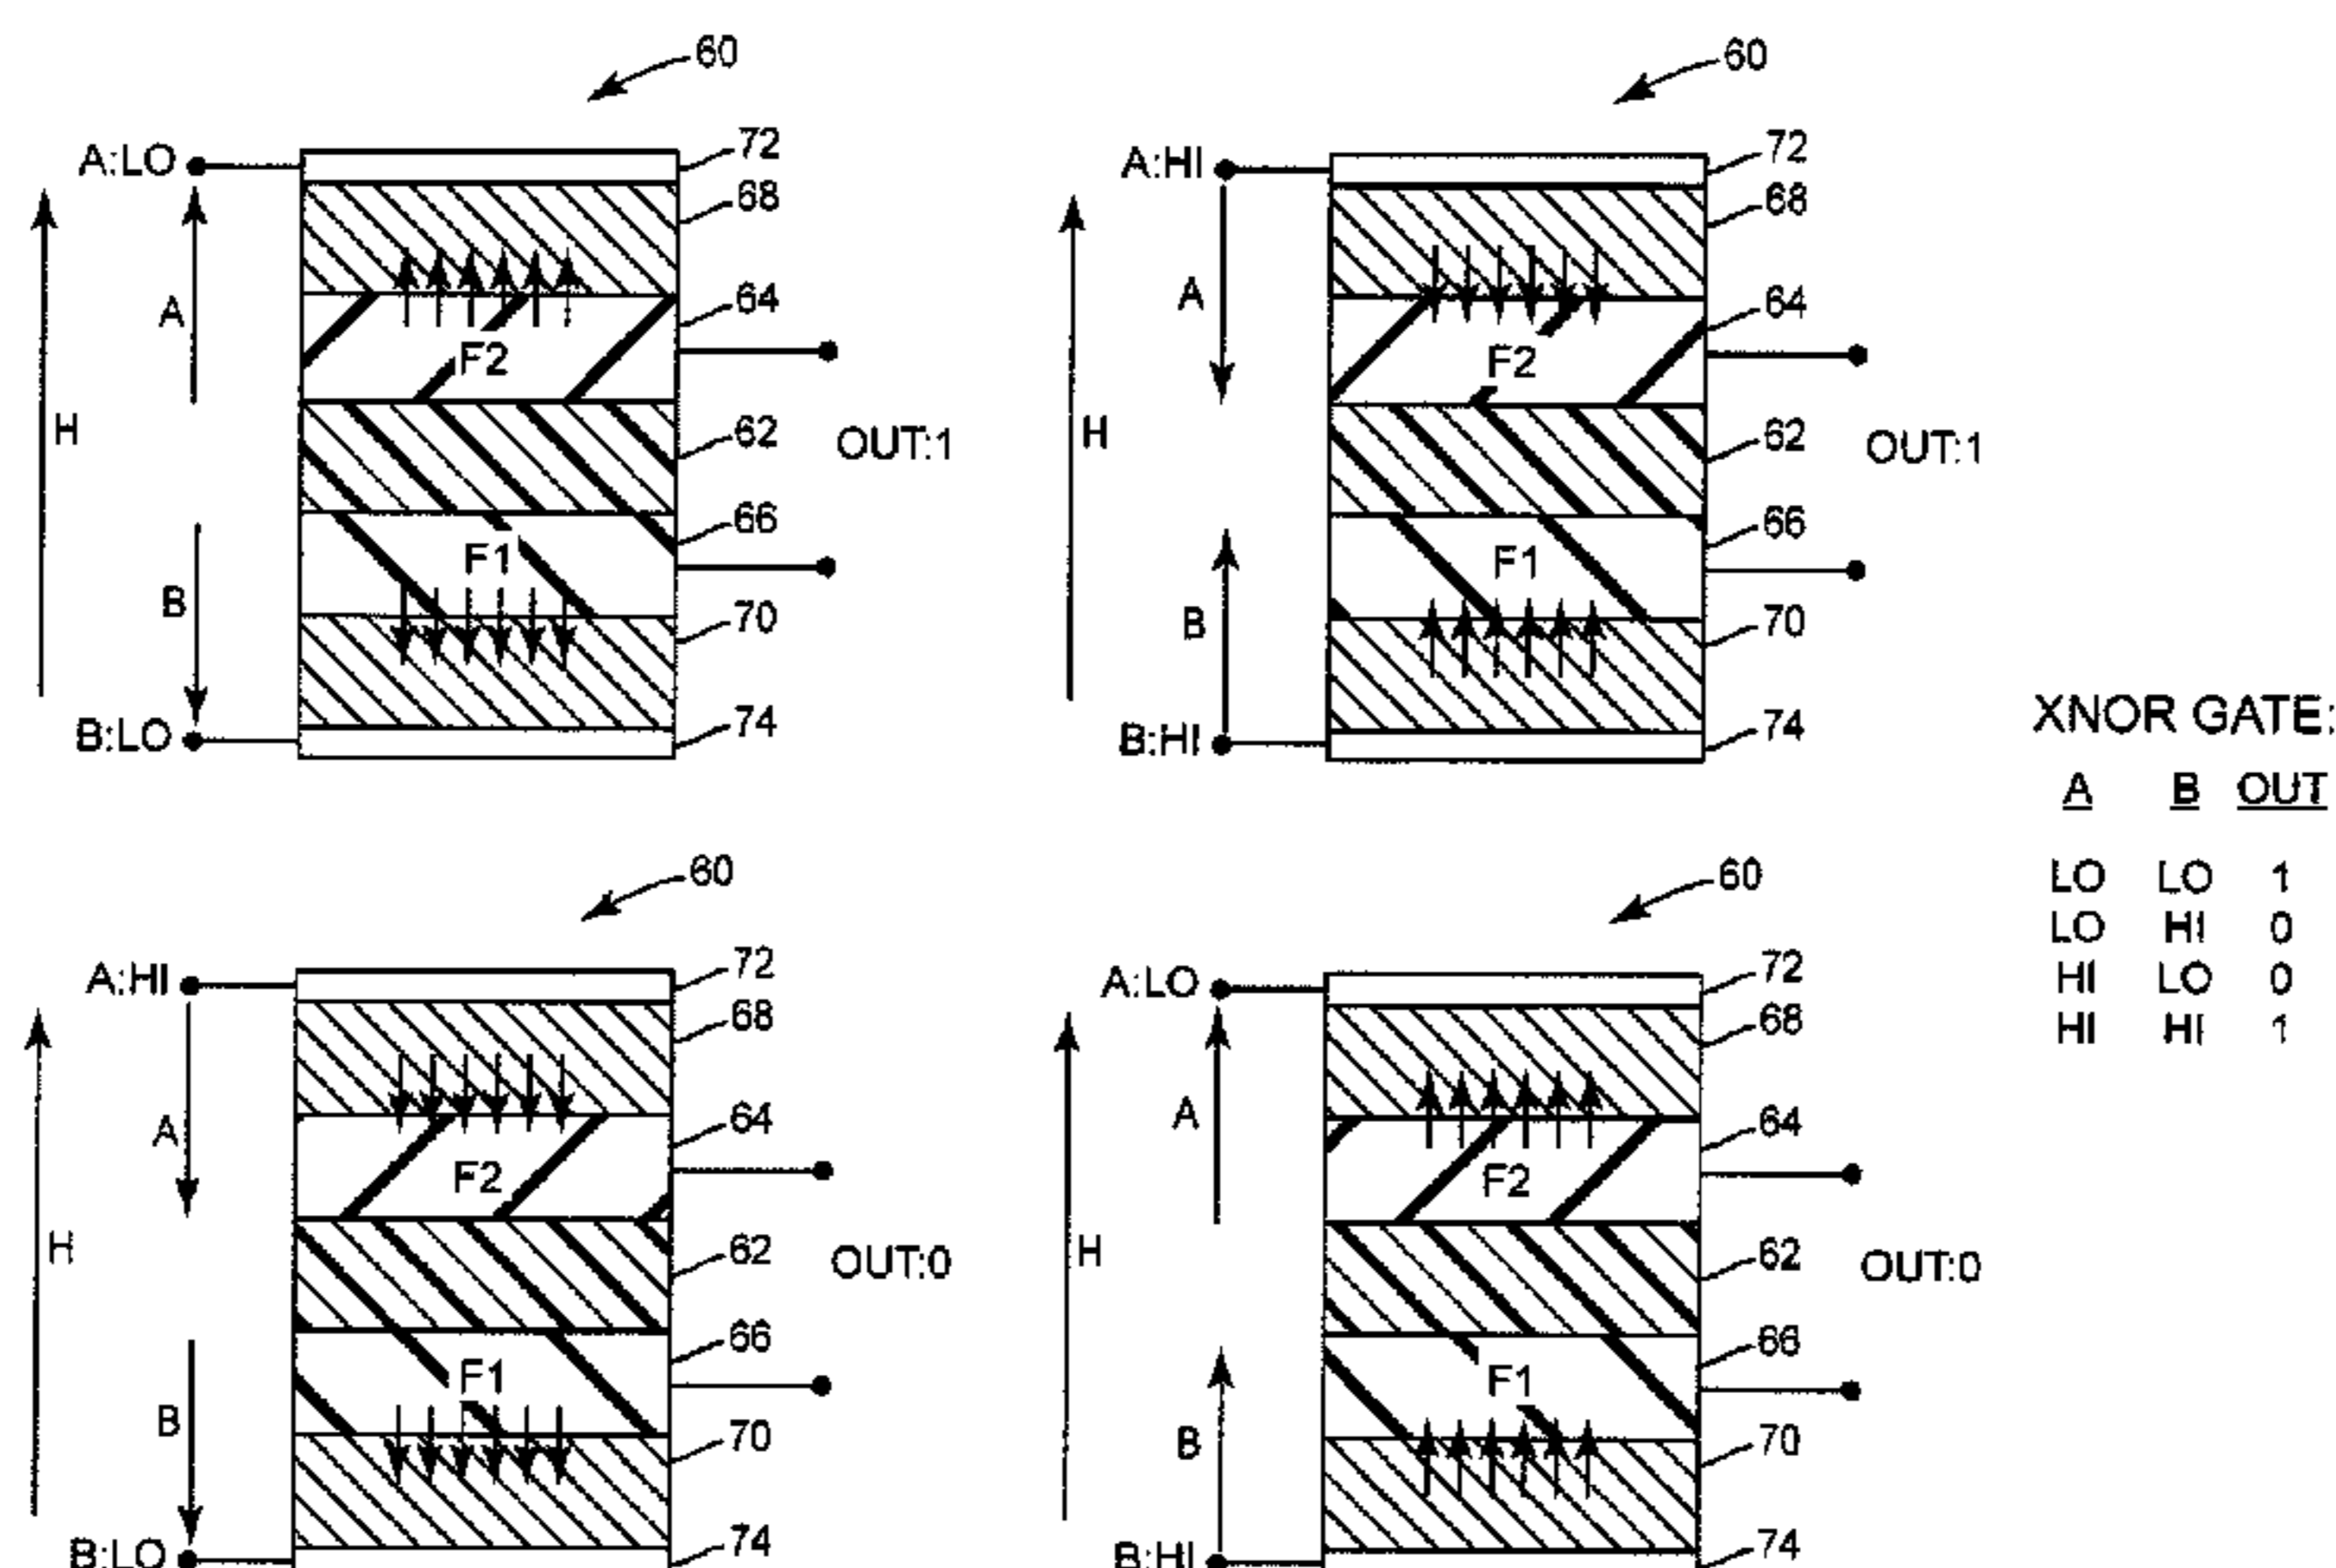 60
A:LO
72
68
A
64
F2
H
62
OUT:1
66
F1
B
70
B:LO
74
60
A:HI
72
68
A
64
F2
H
62
OUT:1
66
F1
B
70
B:HI
74
XNOR GATE:
A B OUT
LO LO 1
LO HI 0
HI LO 0
HI HI 1
60
A:HI
72
68
A
64
F2
H
62
OUT:0
66
F1
B
70
B:LO
74
60
A:LO
72
68
A
64
F2
H
62
OUT:0
66
F1
B
70
B:HI
74